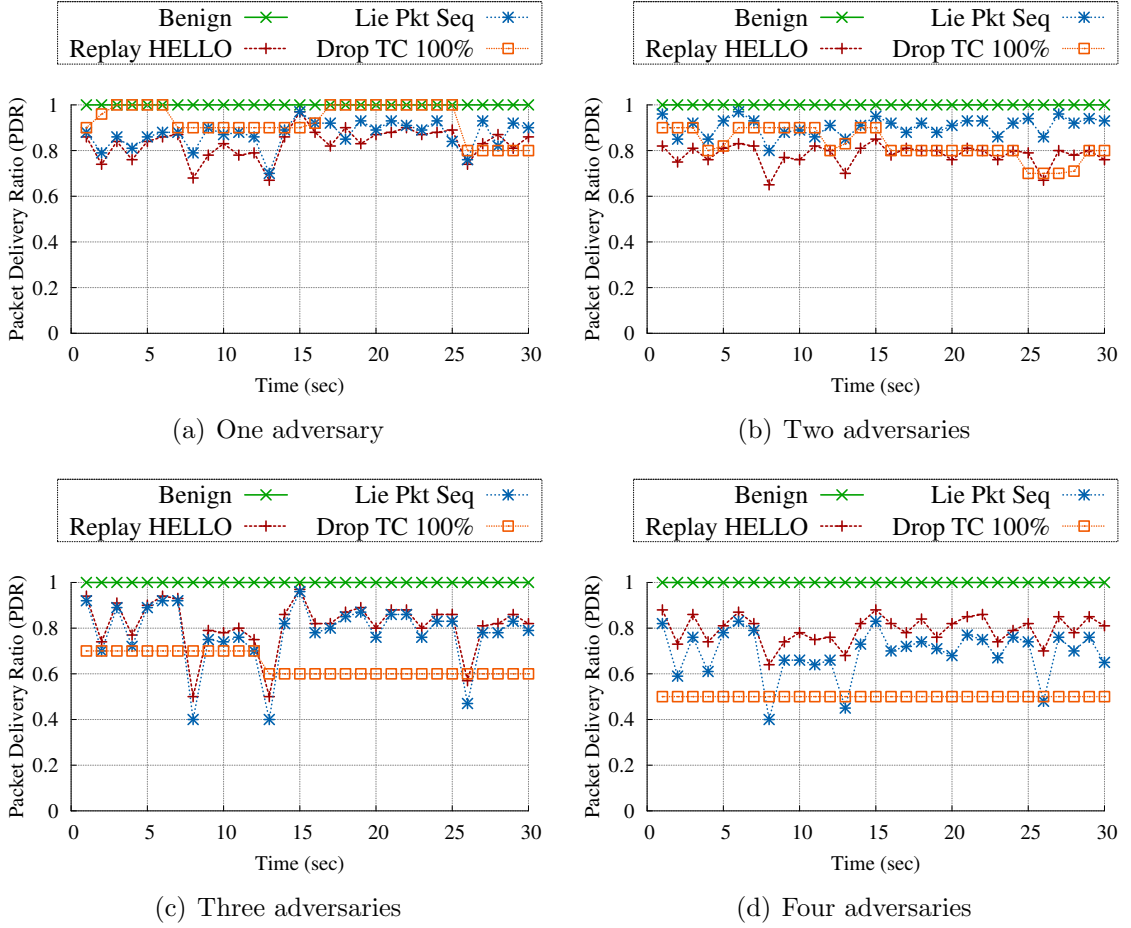 Benign
Lie Pkt Seq
Replay HELLO
Drop TC 100%
Packet Delivery Ratio (PDR)
1
0.8
0.6
0.4
0.2
0
0 5 10 15 20 25 30
Time (sec)
(a) One adversary
Benign
Lie Pkt Seq
Replay HELLO
Drop TC 100%
Packet Delivery Ratio (PDR)
1
0.8
0.6
0.4
0.2
0
0 5 10 15 20 25 30
Time (sec)
(b) Two adversaries
Benign
Lie Pkt Seq
Replay HELLO
Drop TC 100%
Packet Delivery Ratio (PDR)
1
0.8
0.6
0.4
0.2
0
0 5 10 15 20 25 30
Time (sec)
(c) Three adversaries
Benign
Lie Pkt Seq
Replay HELLO
Drop TC 100%
Packet Delivery Ratio (PDR)
1
0.8
0.6
0.4
0.2
0
0 5 10 15 20 25 30
Time (sec)
(d) Four adversaries